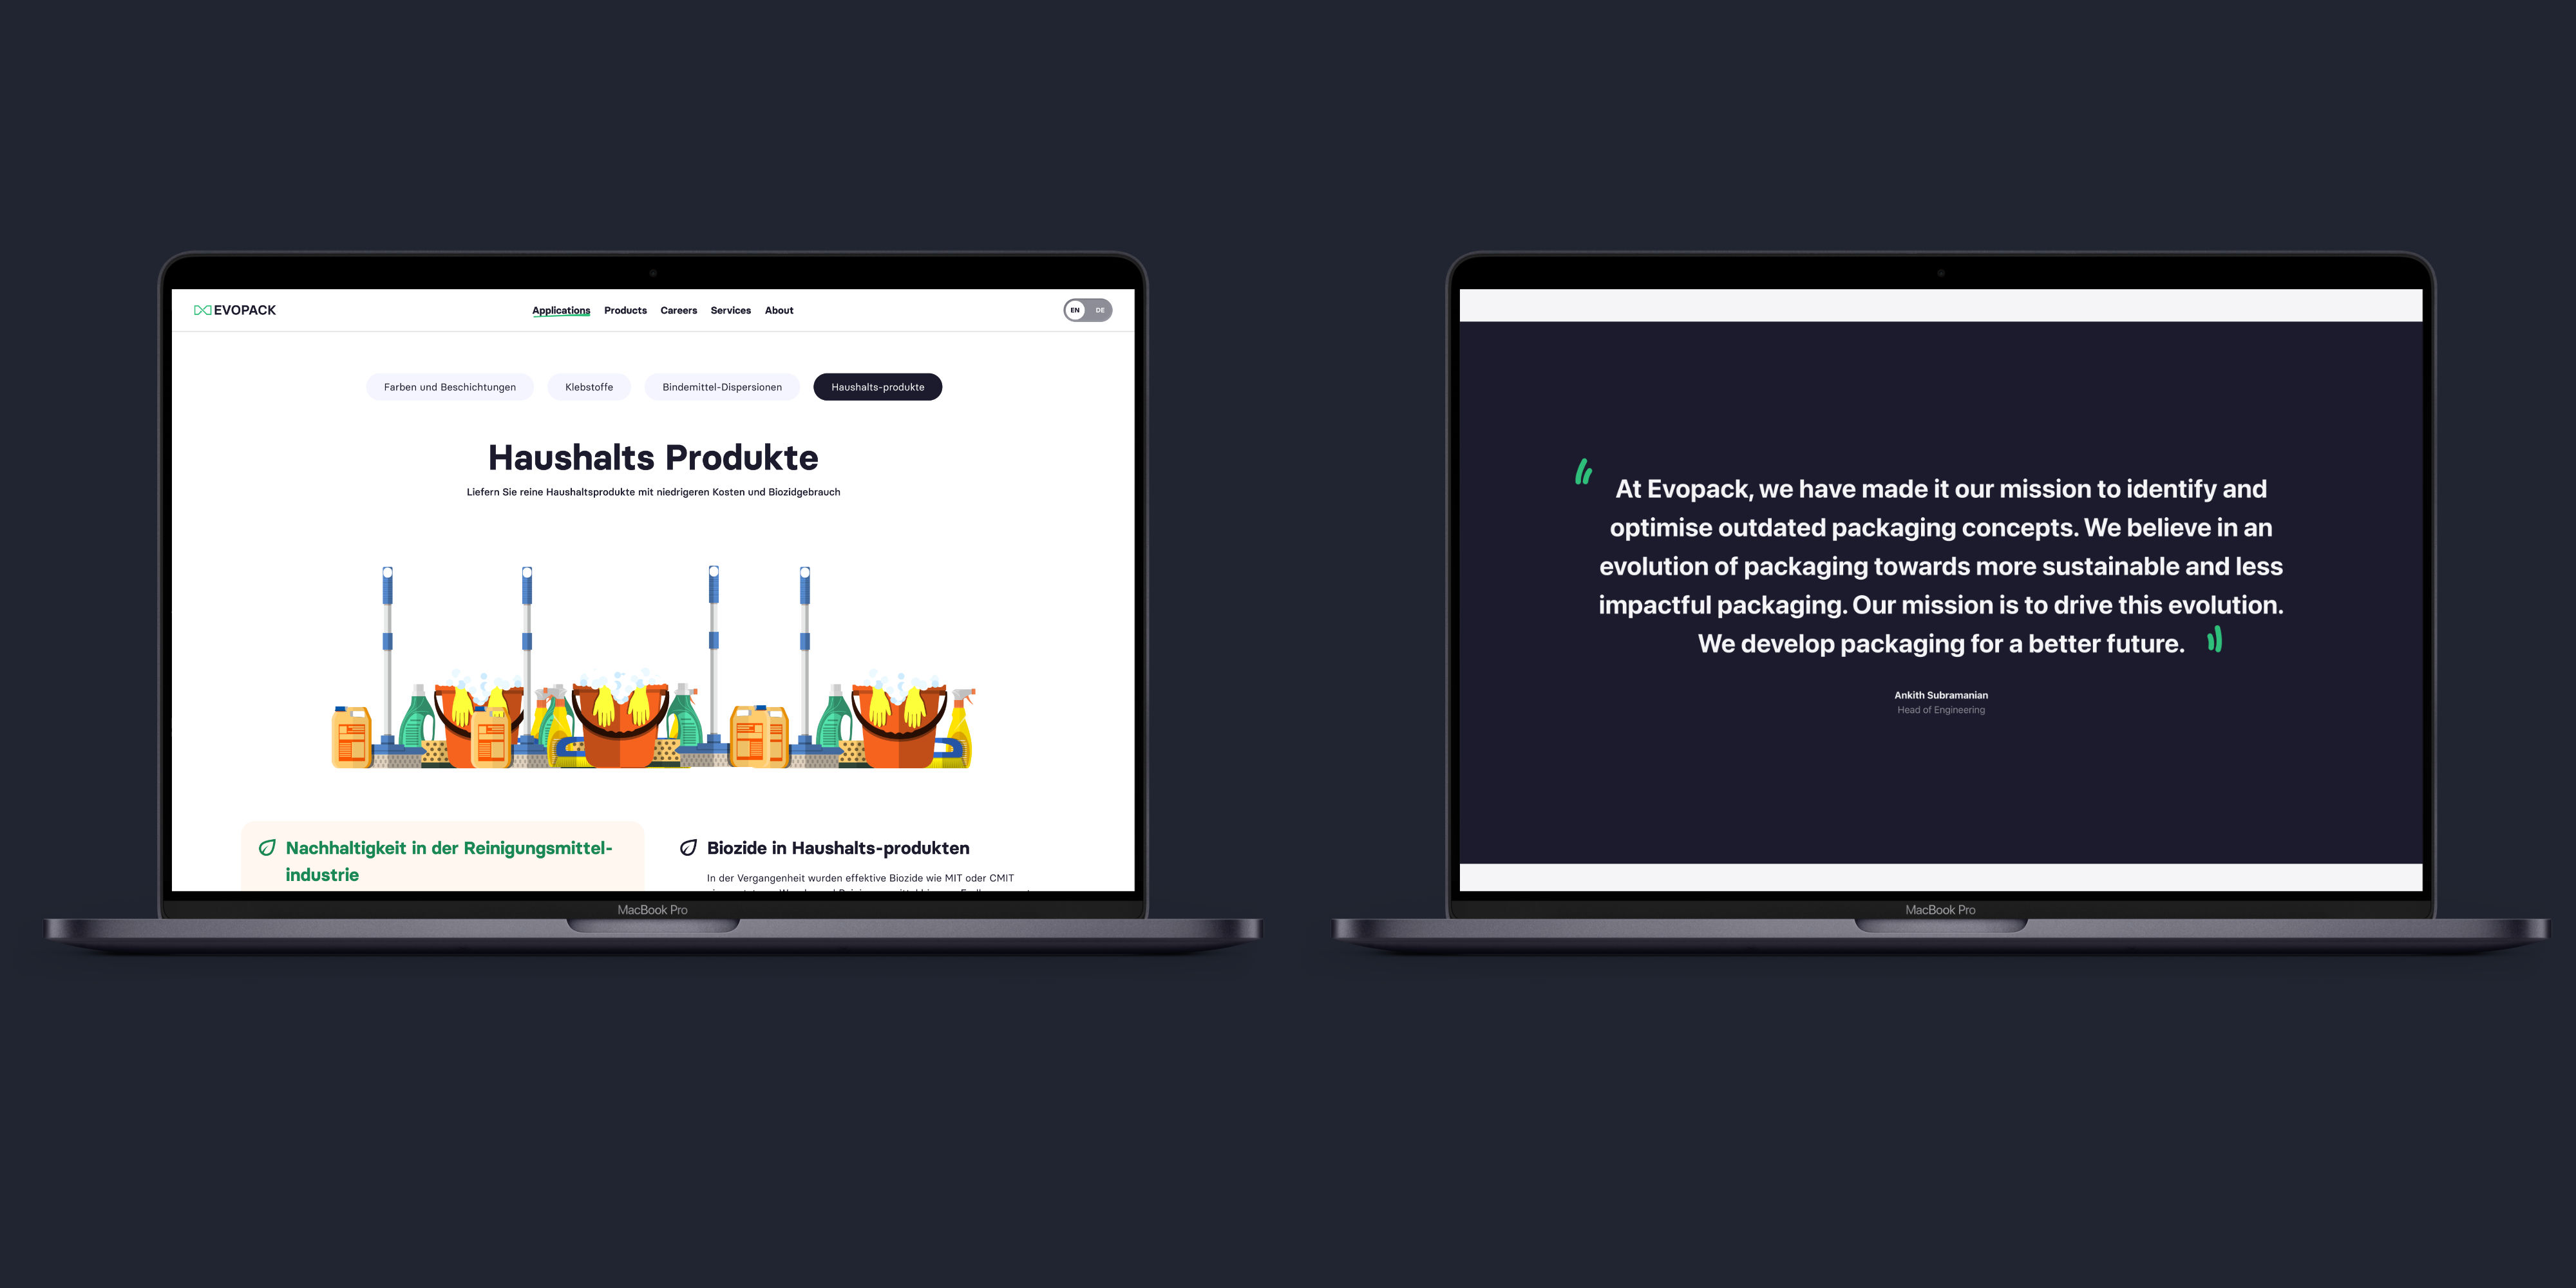 EVOPACK
Applications Products Careers Services About
EN DE
Farben und Beschichtungen Klebstoffe Bindemittel-Dispersionen Haushalts-produkte
Haushalts Produkte
Liefern Sie reine Haushaltsprodukte mit niedrigeren Kosten und Biozidgebrauch
Nachhaltigkeit in der Reinigungsmittel-
industrie
Biozide in Haushalts-produkten
In der Vergangenheit wurden effektive Biozide wie MIT oder CMIT
MacBook Pro
At Evopack, we have made it our mission to identify and
optimise outdated packaging concepts. We believe in an
evolution of packaging towards more sustainable and less
impactful packaging. Our mission is to drive this evolution.
We develop packaging for a better future.
Ankith Subramanian
Head of Engineering
MacBook Pro